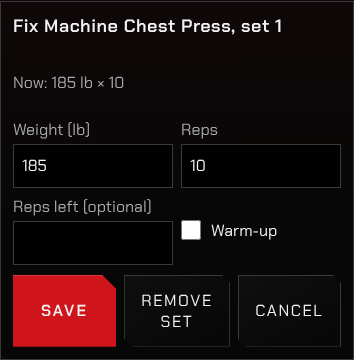 Fix Machine Chest Press, set 1
Now: 185 lb × 10
Weight (lb)
Reps
185
10
Reps left (optional)
Warm-up
SAVE
REMOVE
SET
CANCEL